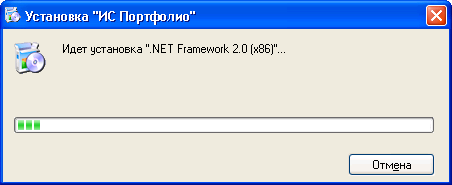 Установка "ИС Портфолио"
Идет установка ".NET Framework 2.0 (x86)"...
Отмена